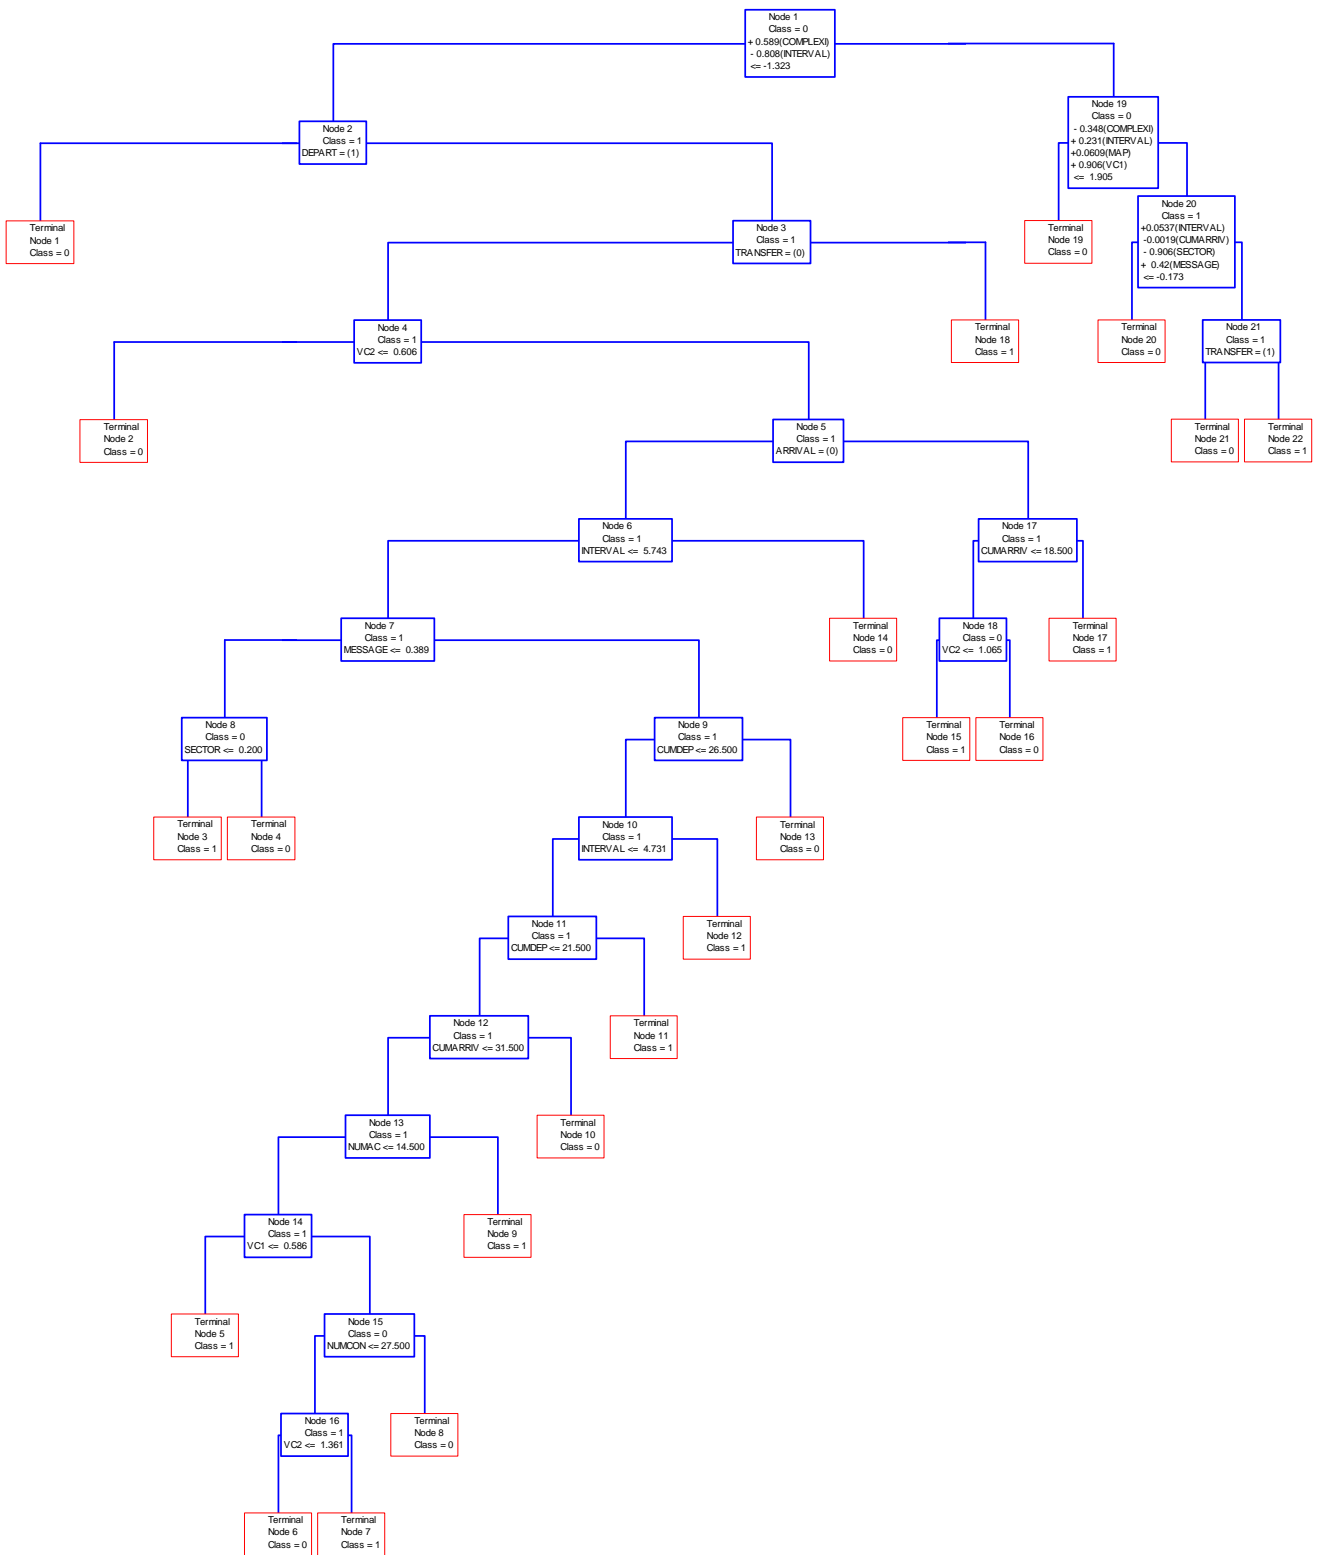 Node 1
Class = 0
+ 0.589(COMPLEXI)
- 0.808(INTERVAL)
<= -1.323
Node 19
Class = 0
- 0.348(COMPLEXI)
+ 0.231(INTERVAL)
+0.0609(MAP)
+ 0.906(VC1)
<= 1.905
Node 2
Class = 1
DEPART = (1)
Node 20
Class = 1
+0.0537(INTERVAL)
-0.0019(CUMARRIV)
- 0.906(SECTOR)
+ 0.42(MESSAGE)
<= -0.173
Terminal
Node 1
Class = 0
Node 3
Class = 1
TRANSFER = (0)
Terminal
Node 19
Class = 0
Node 4
Class = 1
VC2 <= 0.606
Terminal
Node 18
Class = 1
Terminal
Node 20
Class = 0
Node 21
Class = 1
TRANSFER = (1)
Terminal
Node 2
Class = 0
Node 5
Class = 1
ARRIVAL = (0)
Terminal
Node 21
Class = 0
Terminal
Node 22
Class = 1
Node 6
Class = 1
INTERVAL <= 5.743
Node 17
Class = 1
CUMARRIV <= 18.500
Node 7
Class = 1
MESSAGE <= 0.389
Terminal
Node 14
Class = 0
Node 18
Class = 0
VC2 <= 1.065
Terminal
Node 17
Class = 1
Node 8
Class = 0
SECTOR <= 0.200
Node 9
Class = 1
CUMDEP <= 26.500
Terminal
Node 15
Class = 1
Terminal
Node 16
Class = 0
Terminal
Node 3
Class = 1
Terminal
Node 4
Class = 0
Node 10
Class = 1
INTERVAL <= 4.731
Terminal
Node 13
Class = 0
Node 11
Class = 1
CUMDEP <= 21.500
Terminal
Node 12
Class = 1
Node 12
Class = 1
CUMARRIV <= 31.500
Terminal
Node 11
Class = 1
Node 13
Class = 1
NUMAC <= 14.500
Terminal
Node 10
Class = 0
Node 14
Class = 1
VC1 <= 0.586
Terminal
Node 9
Class = 1
Terminal
Node 5
Class = 1
Node 15
Class = 0
NUMCON <= 27.500
Node 16
Class = 1
VC2 <= 1.361
Terminal
Node 8
Class = 0
Terminal
Node 6
Class = 0
Terminal
Node 7
Class = 1